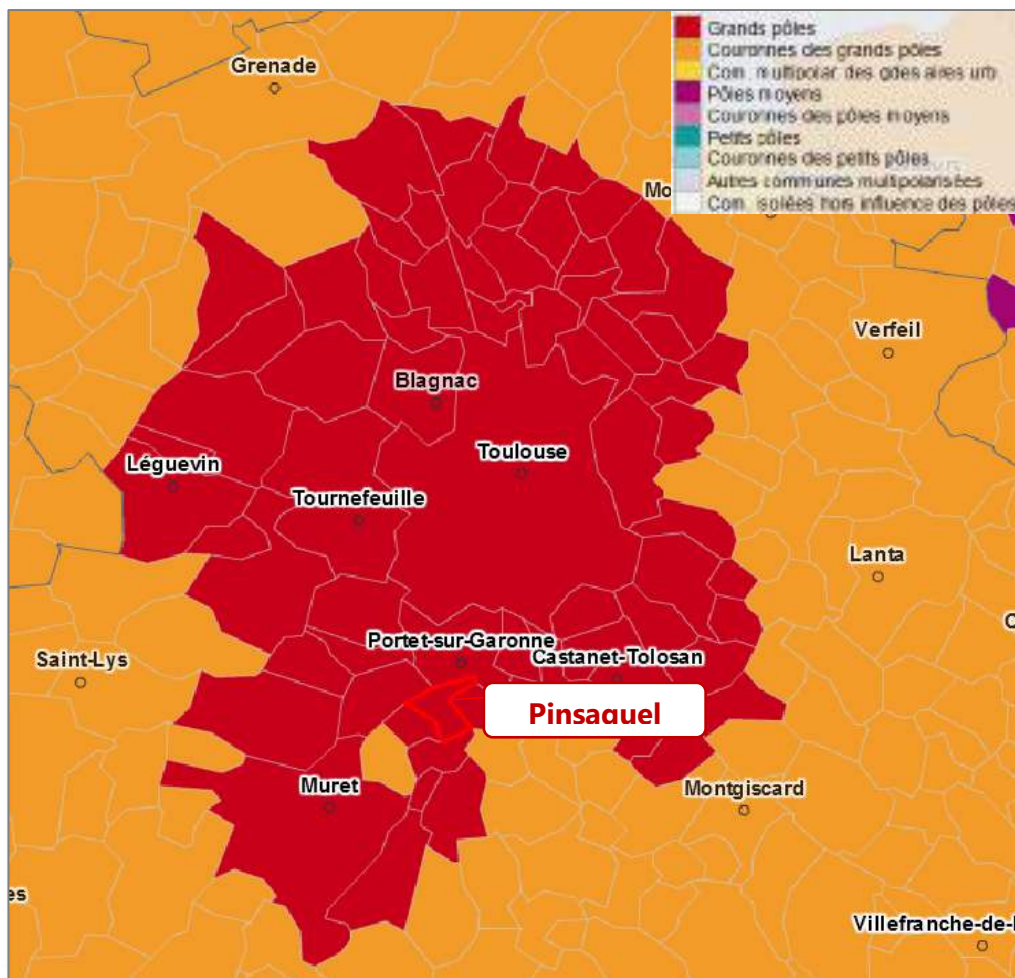 Grands pôles
Couronnes des grands pôles
Com. multipolar. des gdes aires urb.
Pôles moyens
Couronnes des pôles moyens
Petits pôles
Couronnes des petits pôles
Autres communes multipolarisées
Com. isolées hors influence des pôles
Grenade
Mo
Verfeil
Blagnac
Toulouse
Léguevin
Tournefeuille
Lanta
Portet-sur-Garonne
Castanet-Tolosan
Saint-Lys
Pinsaguel
Muret
Montgiscard
es
Villefranche-de-